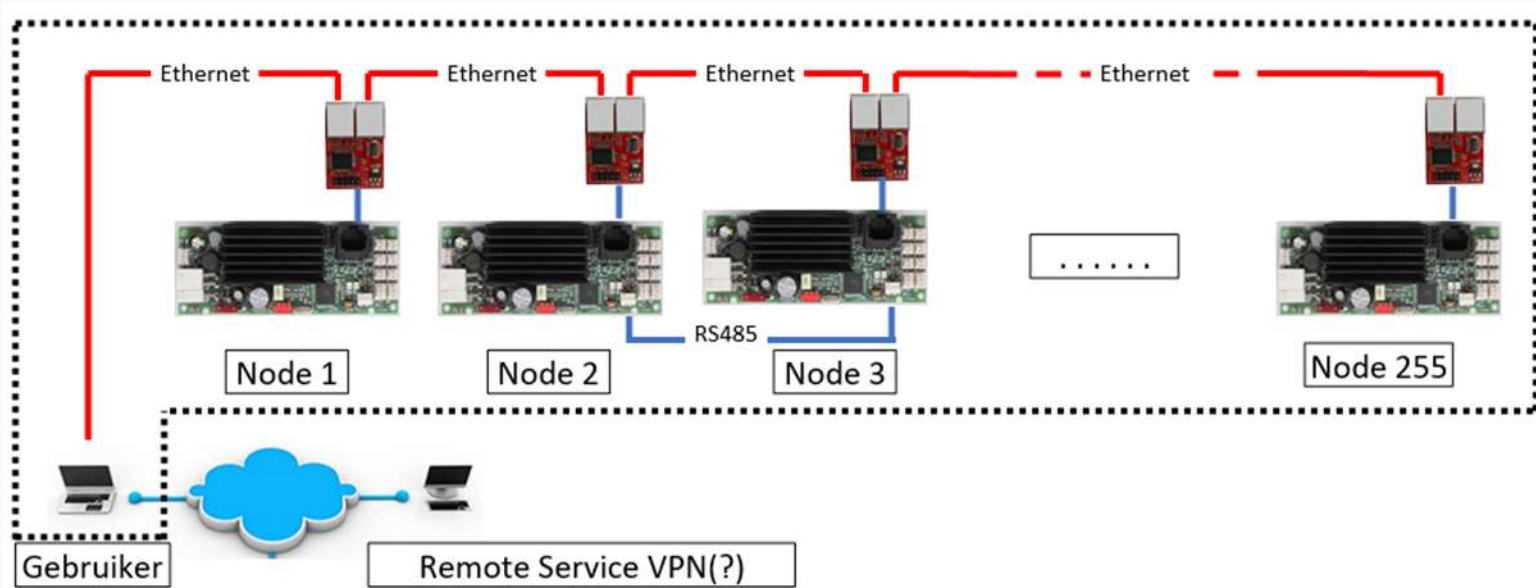 Ethernet Ethernet Ethernet Ethernet
......
RS485
Node 1 Node 2 Node 3 Node 255
Gebruiker Remote Service VPN(?)